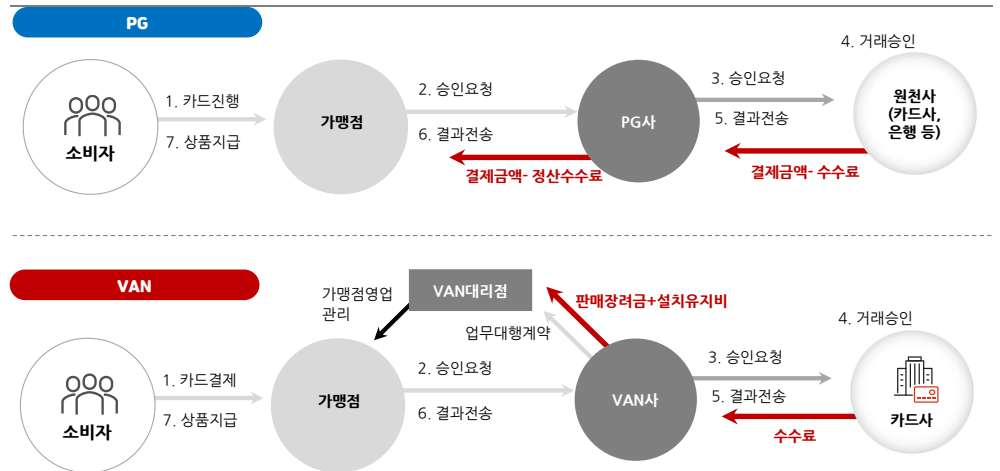 PG
4. 거래승인
1. 카드진행
2. 승인요청
3. 승인요청
소비자
가맹점
PG사
원천사
(카드사,
은행 등)
7. 상품지급
6. 결과전송
5. 결과전송
결제금액- 정산수수료
결제금액- 수수료
VAN
가맹점영업
관리
VAN대리점
판매장려금+설치유지비
업무대행계약
4. 거래승인
1. 카드결제
2. 승인요청
3. 승인요청
소비자
가맹점
VAN사
카드사
7. 상품지급
6. 결과전송
5. 결과전송
수수료